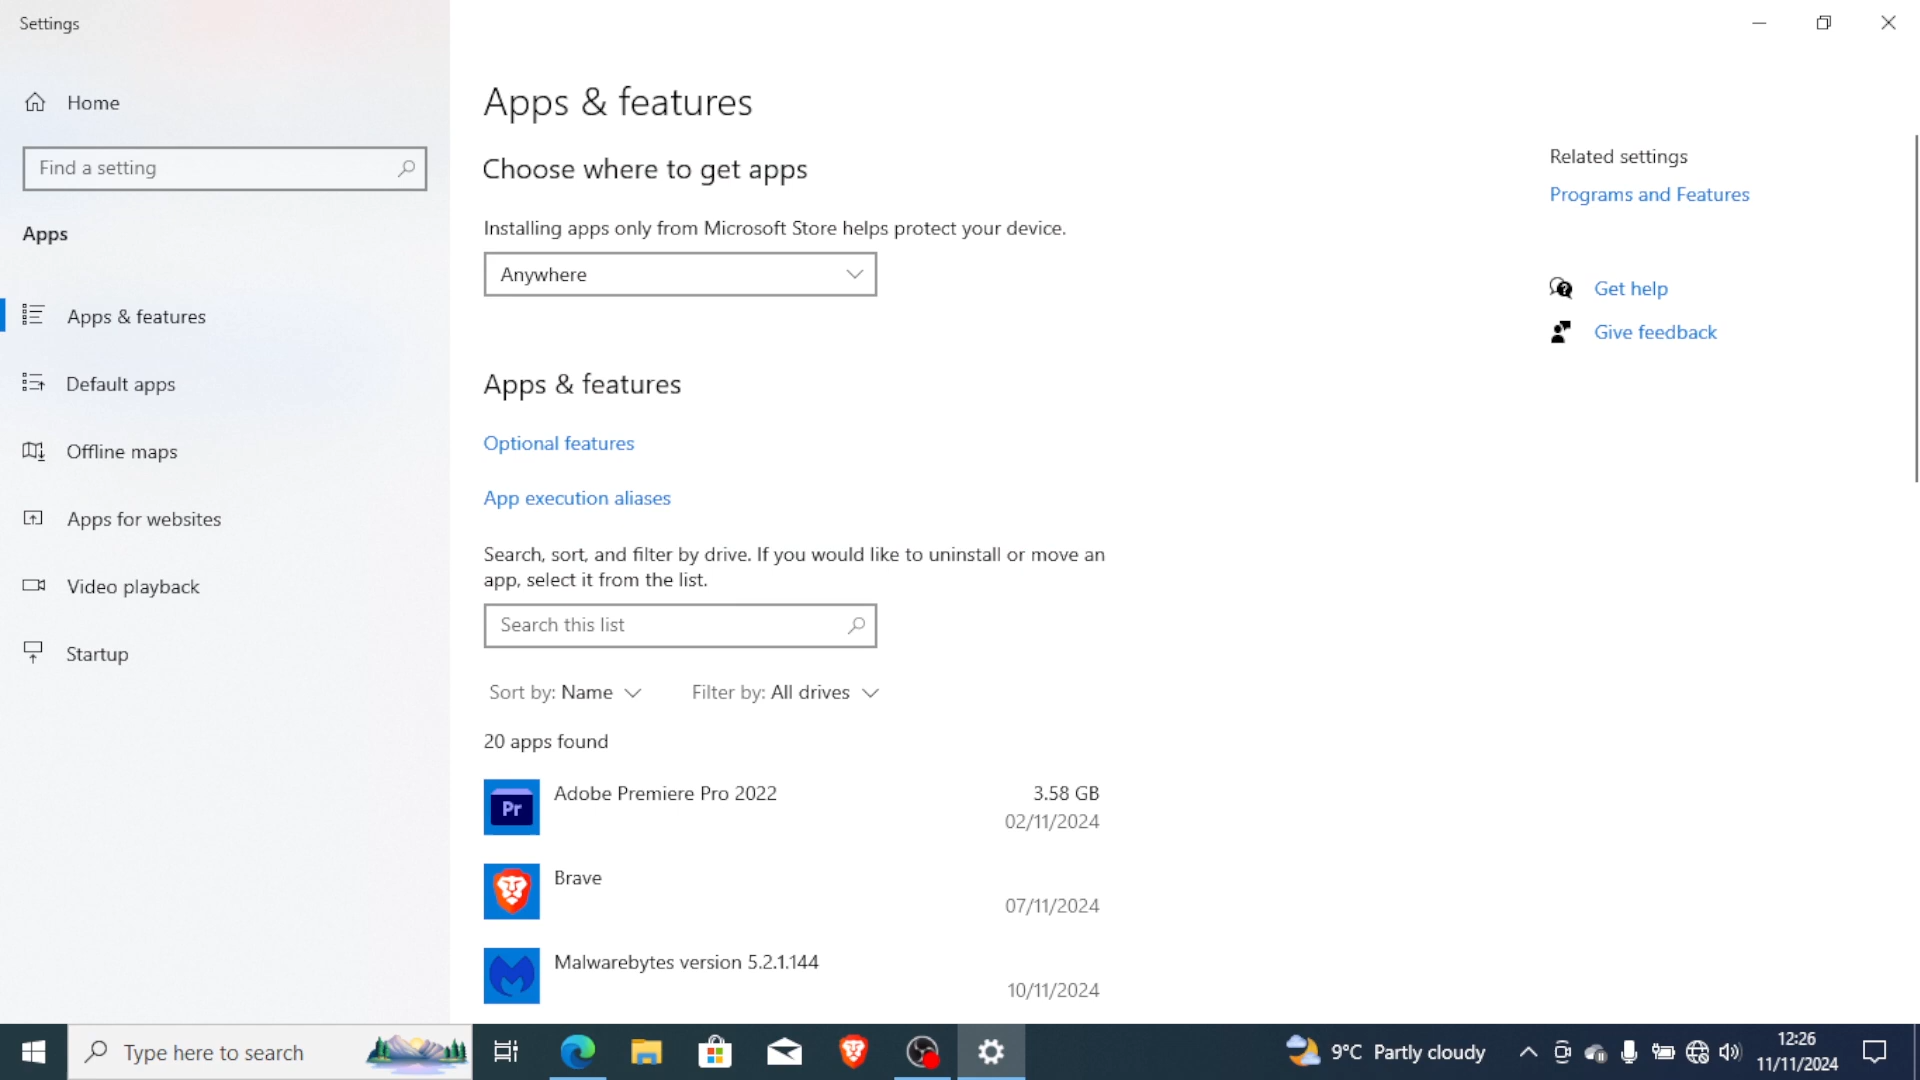 Settings
Home
Find a setting
Apps
Apps & features
Default apps
Offline maps
Apps for websites
Video playback
Startup
Apps & features
Choose where to get apps
Installing apps only from Microsoft Store helps protect your device.
Anywhere
Apps & features
Optional features
App execution aliases
Search, sort, and filter by drive. If you would like to uninstall or move an
app, select it from the list.
Search this list
Sort by: Name Filter by: All drives
20 apps found
Pr Adobe Premiere Pro 2022 3.58 GB
02/11/2024
Brave
07/11/2024
Malwarebytes version 5.2.1.144
10/11/2024
Related settings
Programs and Features
Get help
Give feedback
Type here to search
9°C Partly cloudy
12:26
11/11/2024